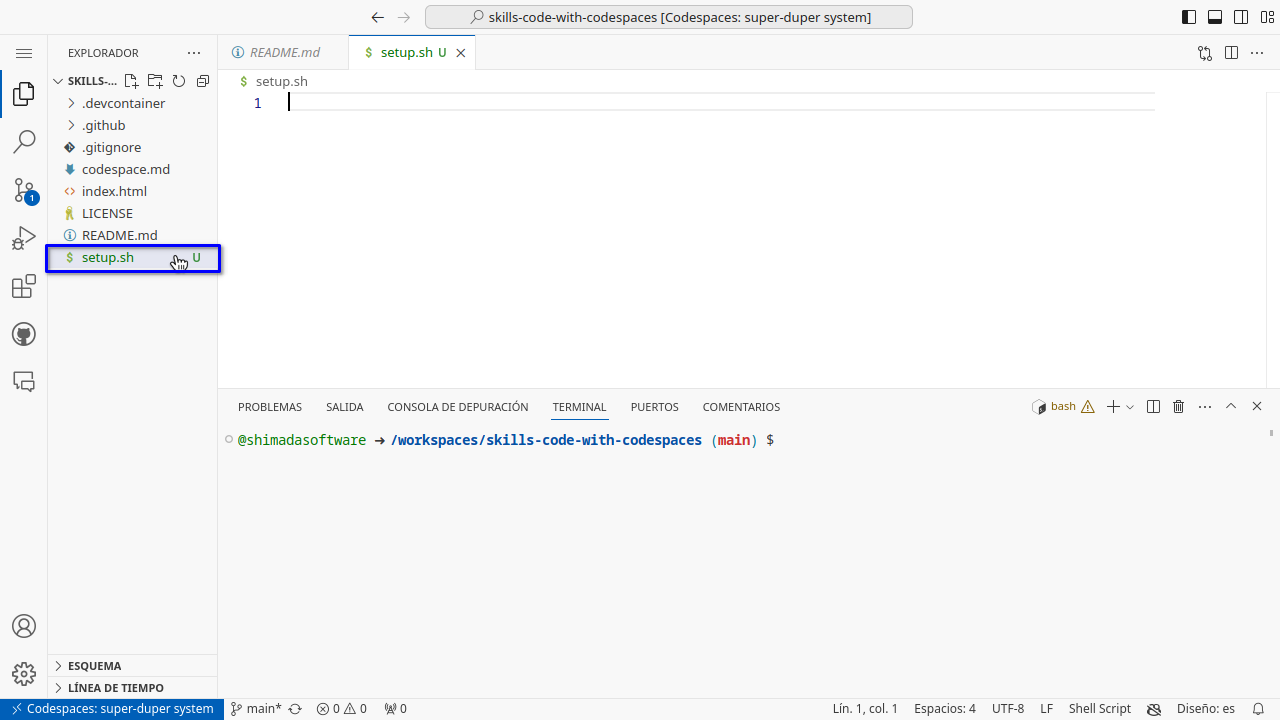 skills-code-with-codespaces [Codespaces: super-duper system]
EXPLORADOR
SKILLS-...
.devcontainer
.github
.gitignore
codespace.md
index.html
LICENSE
README.md
setup.sh U
1
ESQUEMA
LÍNEA DE TIEMPO
README.md
setup.sh U
$ setup.sh
1
PROBLEMAS SALIDA CONSOLA DE DEPURACIÓN TERMINAL PUERTOS COMENTARIOS bash
@shimadasoftware ➜ /workspaces/skills-code-with-codespaces (main) $
Codespaces: super-duper system main* 0 0 0 Lín. 1, col. 1 Espacios: 4 UTF-8 LF Shell Script Diseño: es